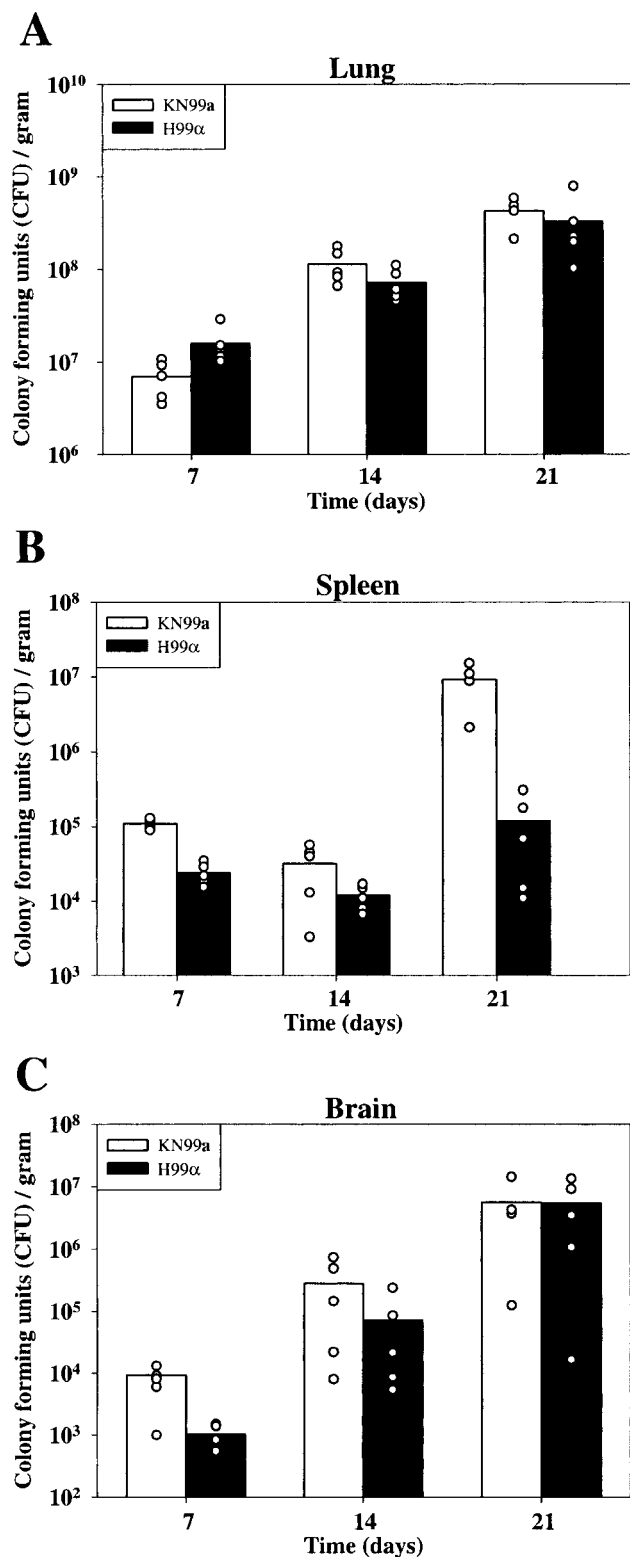 A
Lung
Colony forming units (CFU) / gram
10^10
10^9
10^8
10^7
10^6
KN99a
H99α
7 14 21
Time (days)
B
Spleen
Colony forming units (CFU) / gram
10^8
10^7
10^6
10^5
10^4
10^3
KN99a
H99α
7 14 21
Time (days)
C
Brain
Colony forming units (CFU) / gram
10^8
10^7
10^6
10^5
10^4
10^3
10^2
KN99a
H99α
7 14 21
Time (days)